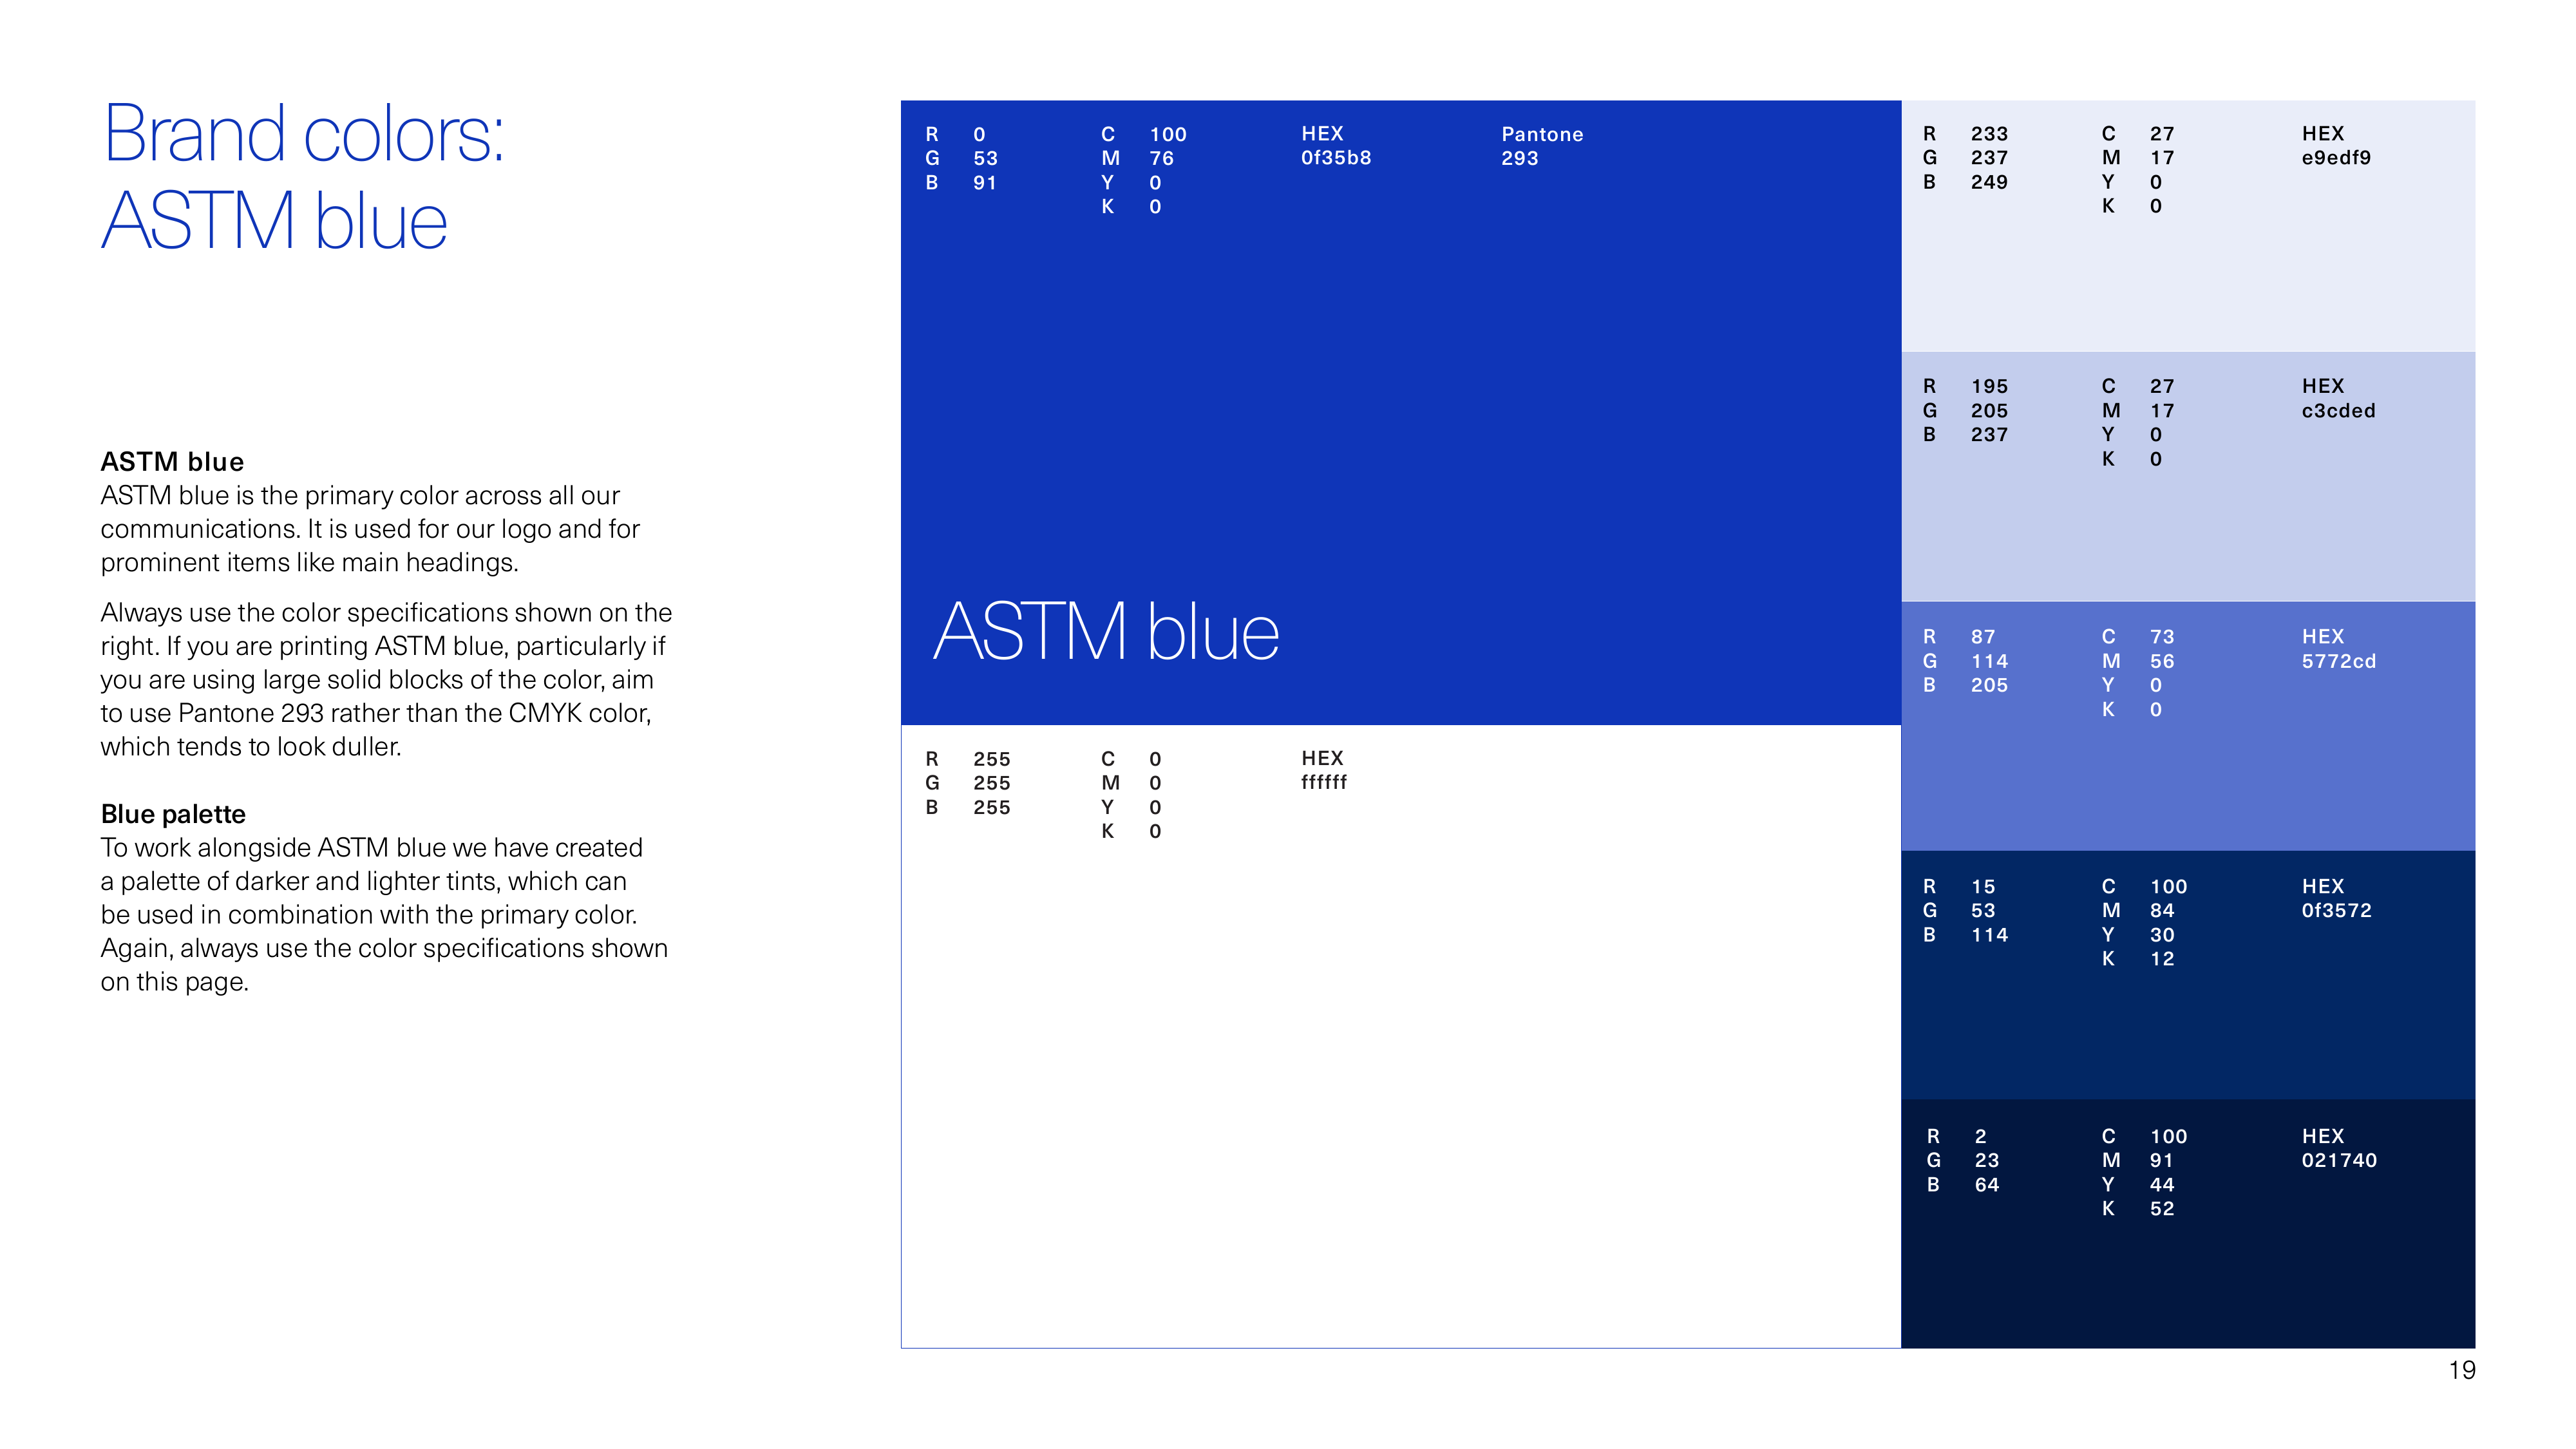 Brand colors:
ASTM blue
ASTM blue
ASTM blue is the primary color across all our
communications. It is used for our logo and for
prominent items like main headings.
Always use the color specifications shown on the
right. If you are printing ASTM blue, particularly if
you are using large solid blocks of the color, aim
to use Pantone 293 rather than the CMYK color,
which tends to look duller.
Blue palette
To work alongside ASTM blue we have created
a palette of darker and lighter tints, which can
be used in combination with the primary color.
Again, always use the color specifications shown
on this page.
R 0 C 100 HEX Pantone
G 53 M 76 0f35b8 293
B 91 Y 0
K 0
ASTM blue
R 255 C 0 HEX
G 255 M 0 ffffff
B 255 Y 0
K 0
R 233 C 27 HEX
G 237 M 17 e9edf9
B 249 Y 0
K 0
R 195 C 27 HEX
G 205 M 17 c3cded
B 237 Y 0
K 0
R 87 C 73 HEX
G 114 M 56 5772cd
B 205 Y 0
K 0
R 15 C 100 HEX
G 53 M 84 0f3572
B 114 Y 30
K 12
R 2 C 100 HEX
G 23 M 91 021740
B 64 Y 44
K 52
19